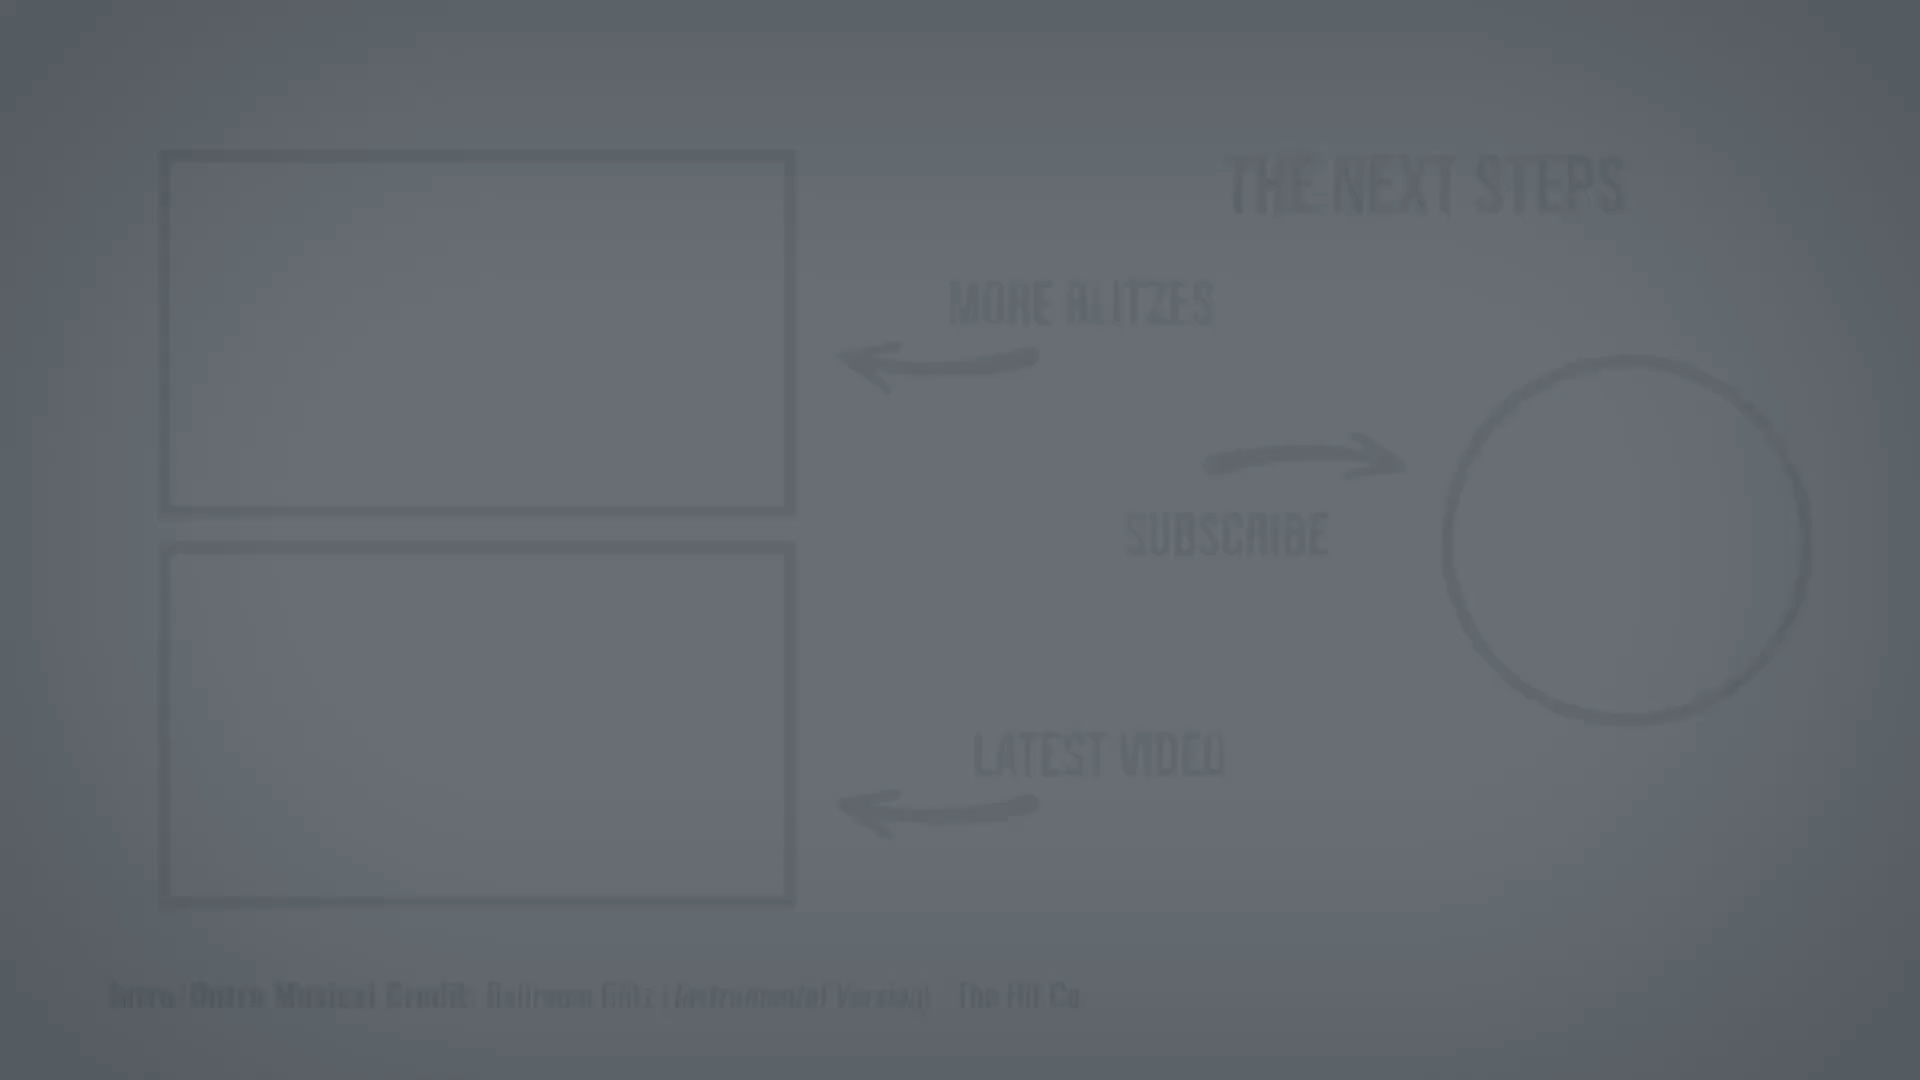 THE NEXT STEPS
MORE BLITZES
SUBSCRIBE
LATEST VIDEO
Intro/Outro Musical Credit: Ballroom Blitz (Instrumental Version) The Hit Co.